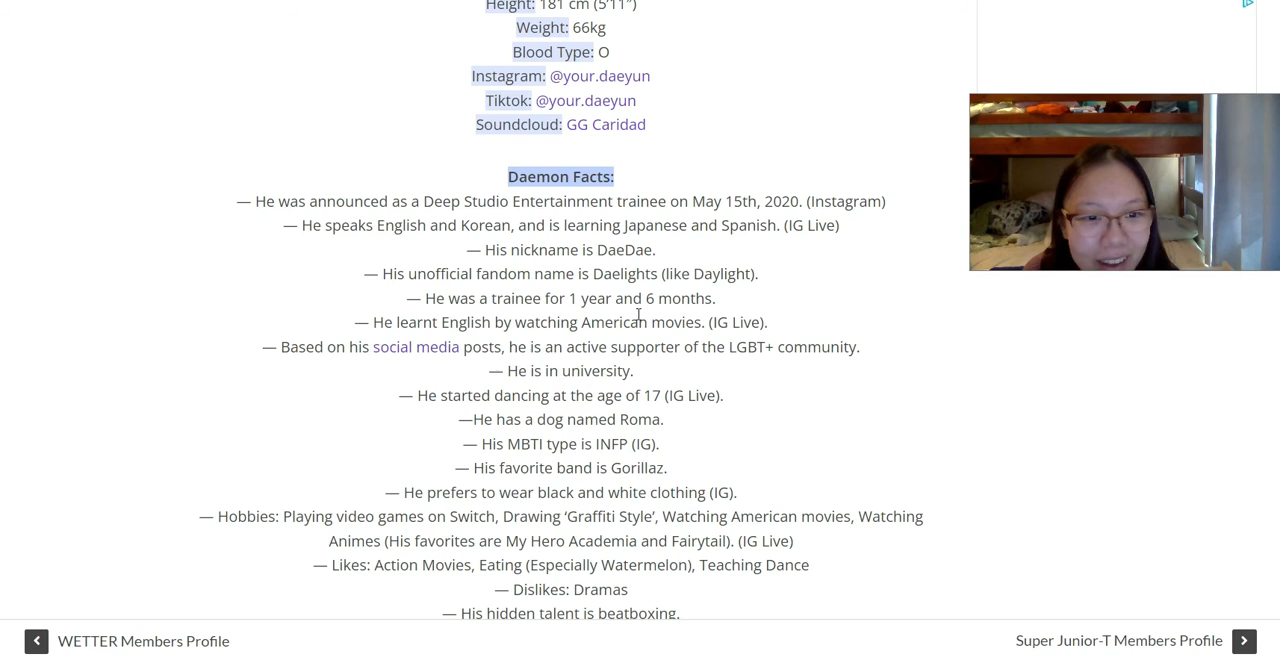 Height: 181 cm (5'11")
Weight: 66kg
Blood Type: O
Instagram: @your.daeyun
Tiktok: @your.daeyun
Soundcloud: GG Caridad
Daemon Facts:
— He was announced as a Deep Studio Entertainment trainee on May 15th, 2020. (Instagram)
— He speaks English and Korean, and is learning Japanese and Spanish. (IG Live)
— His nickname is DaeDae.
— His unofficial fandom name is Daelights (like Daylight).
— He was a trainee for 1 year and 6 months.
— He learnt English by watching American movies. (IG Live).
— Based on his social media posts, he is an active supporter of the LGBT+ community.
— He is in university.
— He started dancing at the age of 17 (IG Live).
—He has a dog named Roma.
— His MBTI type is INFP (IG).
— His favorite band is Gorillaz.
— He prefers to wear black and white clothing (IG).
— Hobbies: Playing video games on Switch, Drawing ‘Graffiti Style’, Watching American movies, Watching
Animes (His favorites are My Hero Academia and Fairytail). (IG Live)
— Likes: Action Movies, Eating (Especially Watermelon), Teaching Dance
— Dislikes: Dramas
— His hidden talent is beatboxing.
WETTER Members Profile
Super Junior-T Members Profile